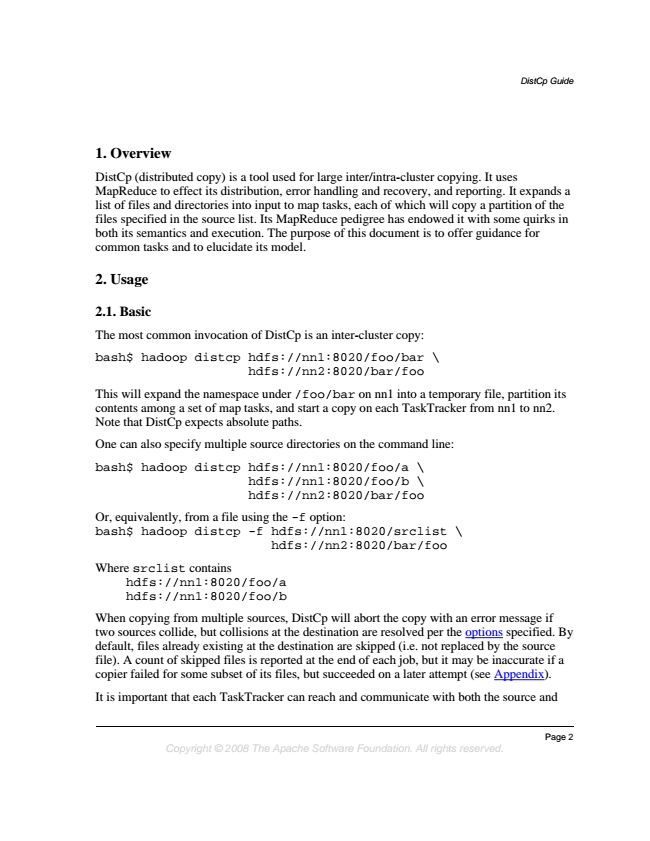 DistCp Guide
1. Overview
DistCp (distributed copy) is a tool used for large inter/intra-cluster copying. It uses
MapReduce to effect its distribution, error handling and recovery, and reporting. It expands a
list of files and directories into input to map tasks, each of which will copy a partition of the
files specified in the source list. Its MapReduce pedigree has endowed it with some quirks in
both its semantics and execution. The purpose of this document is to offer guidance for
common tasks and to elucidate its model.
2. Usage
2.1. Basic
The most common invocation of DistCp is an inter-cluster copy:
bash$ hadoop distcp hdfs://nn1:8020/foo/bar \
hdfs://nn2:8020/bar/foo
This will expand the namespace under /foo/bar on nn1 into a temporary file, partition its
contents among a set of map tasks, and start a copy on each TaskTracker from nn1 to nn2.
Note that DistCp expects absolute paths.
One can also specify multiple source directories on the command line:
bash$ hadoop distcp hdfs://nn1:8020/foo/a \
hdfs://nn1:8020/foo/b \
hdfs://nn2:8020/bar/foo
Or, equivalently, from a file using the -f option:
bash$ hadoop distcp -f hdfs://nn1:8020/srclist \
hdfs://nn2:8020/bar/foo
Where srclist contains
hdfs://nn1:8020/foo/a
hdfs://nn1:8020/foo/b
When copying from multiple sources, DistCp will abort the copy with an error message if
two sources collide, but collisions at the destination are resolved per the options specified. By
default, files already existing at the destination are skipped (i.e. not replaced by the source
file). A count of skipped files is reported at the end of each job, but it may be inaccurate if a
copier failed for some subset of its files, but succeeded on a later attempt (see Appendix).
It is important that each TaskTracker can reach and communicate with both the source and
Page 2
Copyright © 2008 The Apache Software Foundation. All rights reserved.